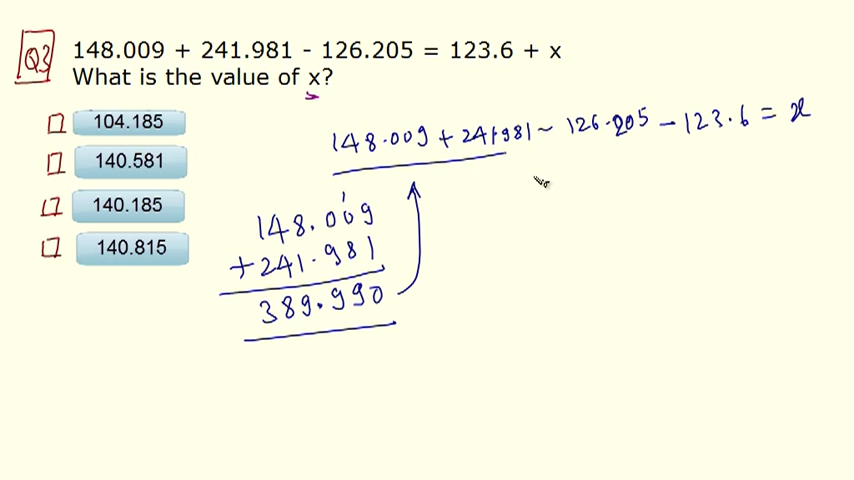 Q3
148.009 + 241.981 - 126.205 = 123.6 + x
What is the value of x?
104.185
140.581
140.185
140.815
148.009 + 241.981 - 126.205 - 123.6 = x
1
148.009
+241.981
389.990